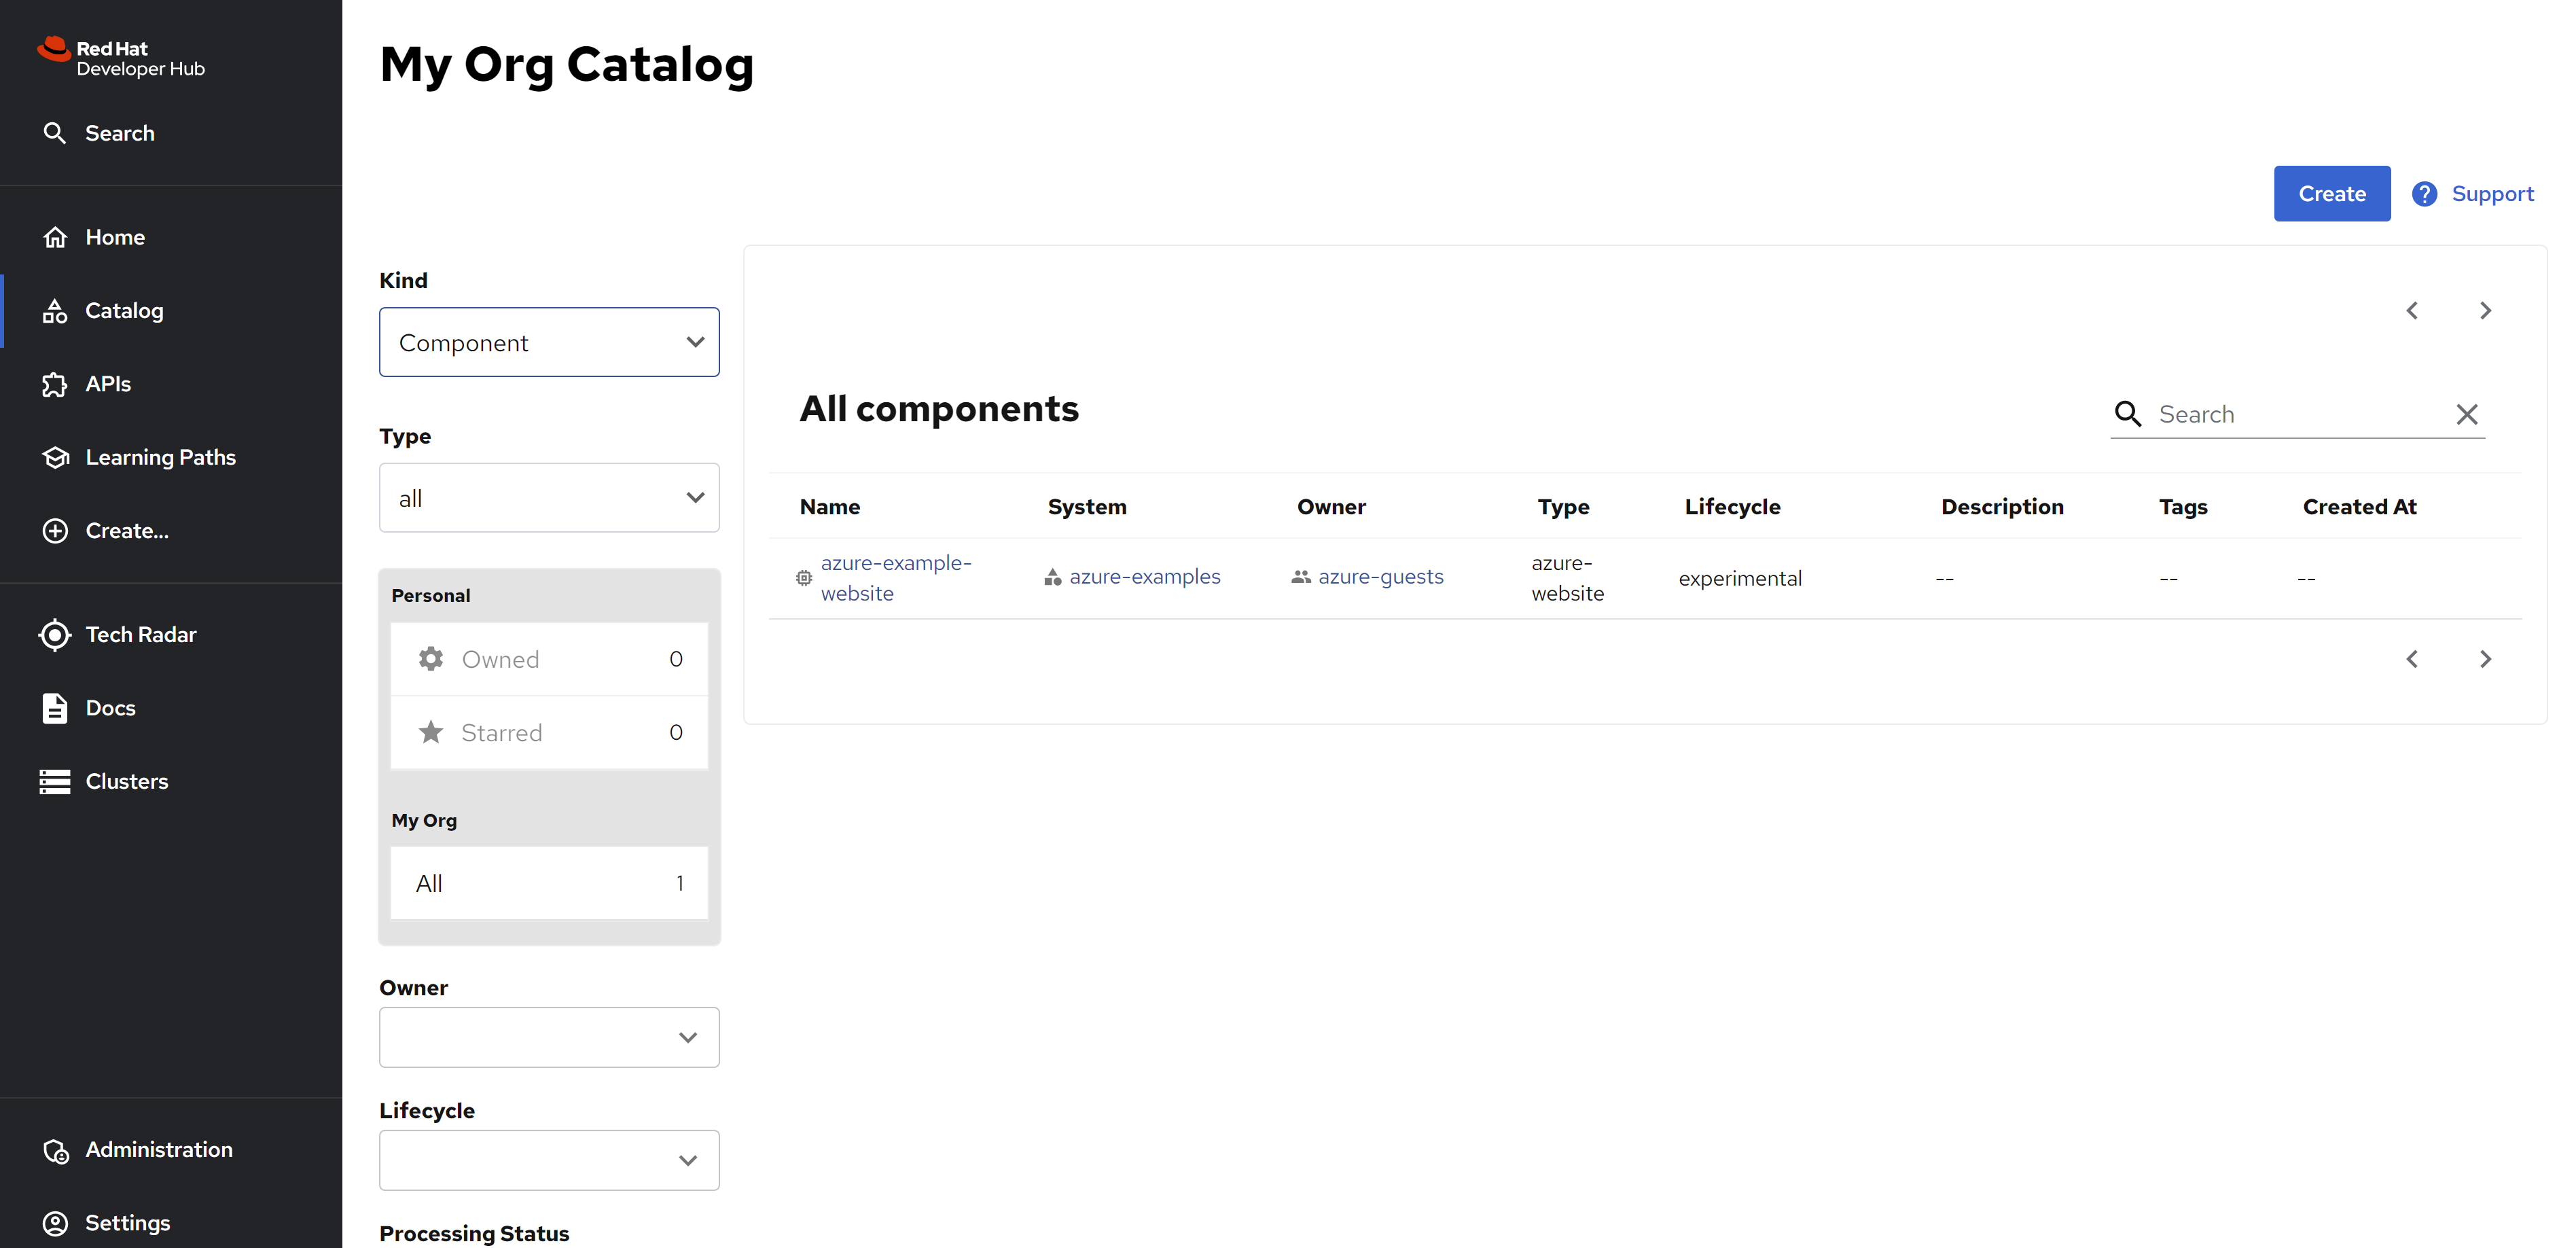 Red Hat
Developer Hub
Search
Home
Catalog
APIs
Learning Paths
Create...
Tech Radar
Docs
Clusters
Administration
Settings
My Org Catalog
Create
? Support
Kind
Component
Type
all
Personal
Owned 0
Starred 0
My Org
All 1
Owner
Lifecycle
Processing Status
All components
Search
Name System Owner Type Lifecycle Description Tags Created At
azure-example-
website
azure-examples
azure-guests
azure-
website
experimental
--
--
--